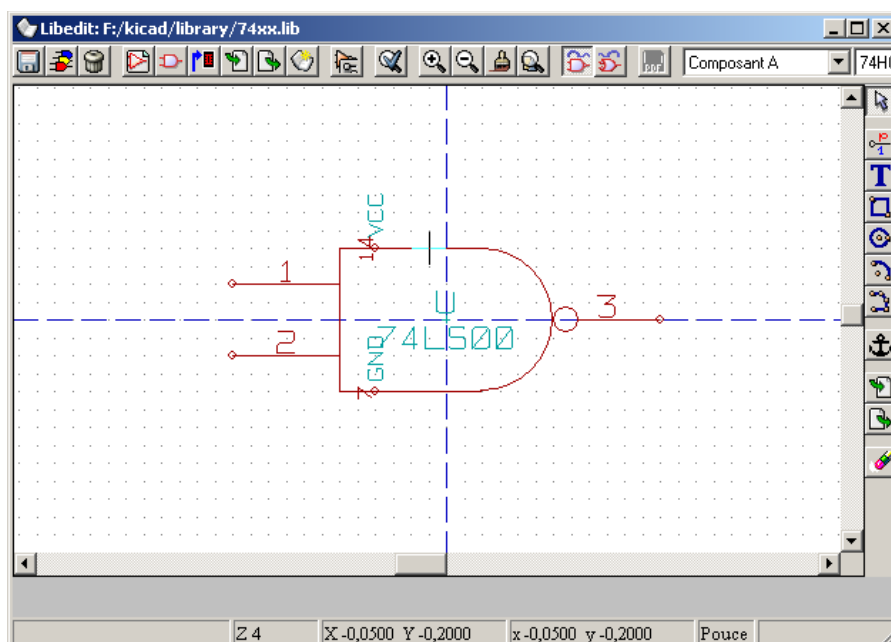 Libedit: F:/kicad/library/74xx.lib
Composant A
VCC
14
1
U
3
74LS00
2
GND
7
Z 4
X -0,0500 Y -0,2000
x -0,0500 y -0,2000
Pouce